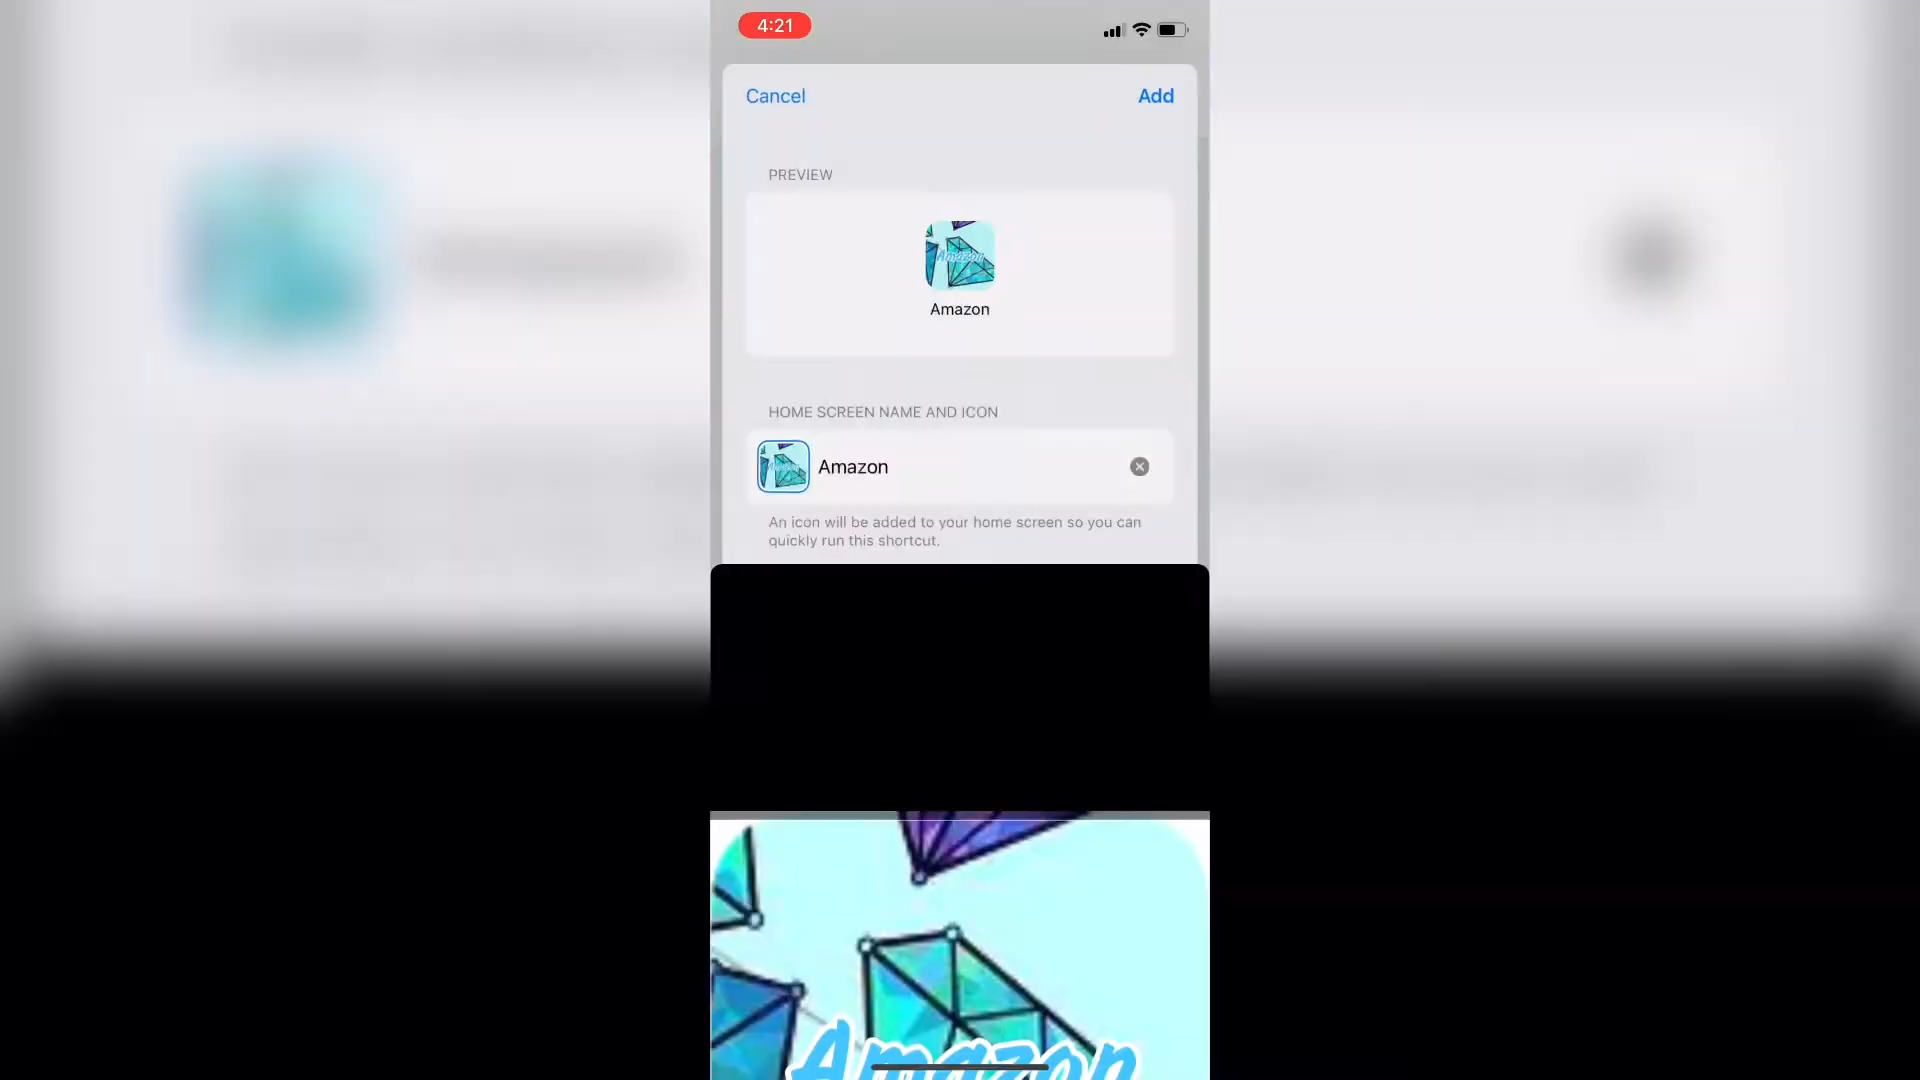 4:21
Cancel
Add
PREVIEW
Amazon
Amazon
HOME SCREEN NAME AND ICON
Amazon
An icon will be added to your home screen so you can
quickly run this shortcut.
Amazon